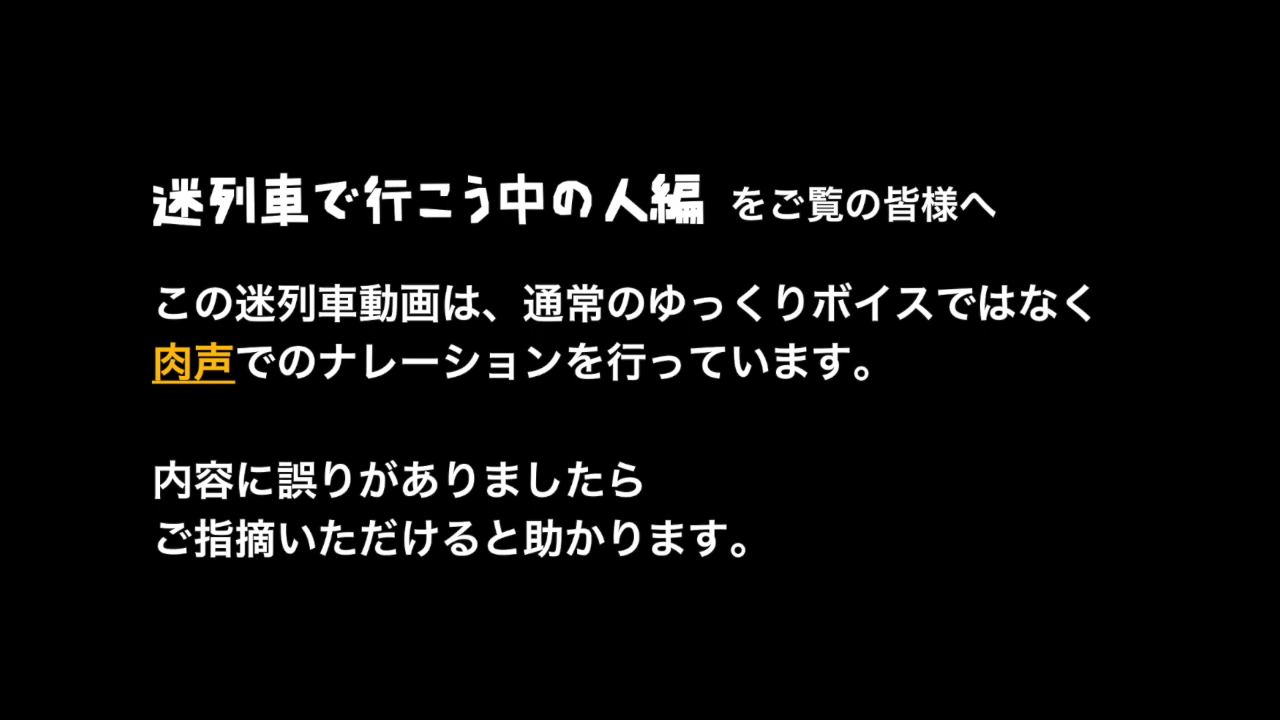 迷列車で行こう中の人編 をご覧の皆様へ
この迷列車動画は、通常のゆっくりボイスではなく
肉声でのナレーションを行っています。
内容に誤りがありましたら
ご指摘いただけると助かります。